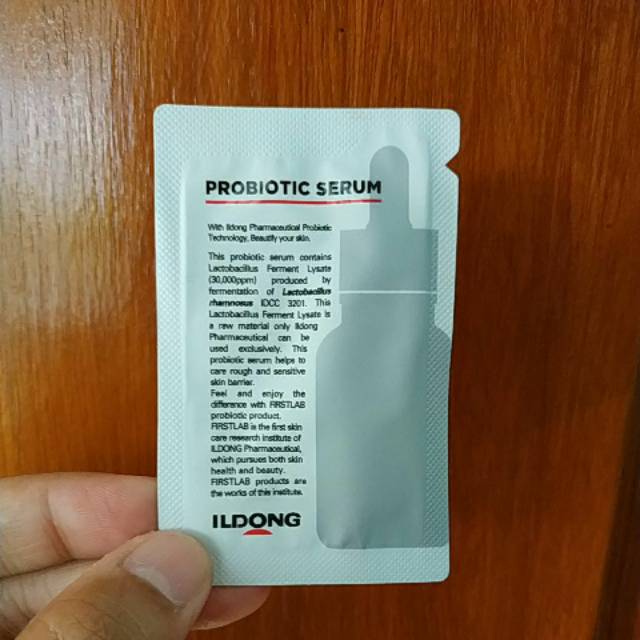 PROBIOTIC SERUM
With Ildong Pharmaceutical Probiotic
Technology, Beautify your skin.
This probiotic serum contains
Lactobacillus Ferment Lysate
(30,000ppm) produced by
fermentation of Lactobacillus
rhamnosus IDCC 3201. This
Lactobacillus Ferment Lysate is
a raw material only Ildong
Pharmaceutical can be
used exclusively. This
probiotic serum helps to
care rough and sensitive
skin barrier.
Feel and enjoy the
difference with FIRSTLAB
probiotic product.
FIRSTLAB is the first skin
care research institute of
ILDONG Pharmaceutical,
which pursues both skin
health and beauty.
FIRSTLAB products are
the works of this institute.
ILDONG